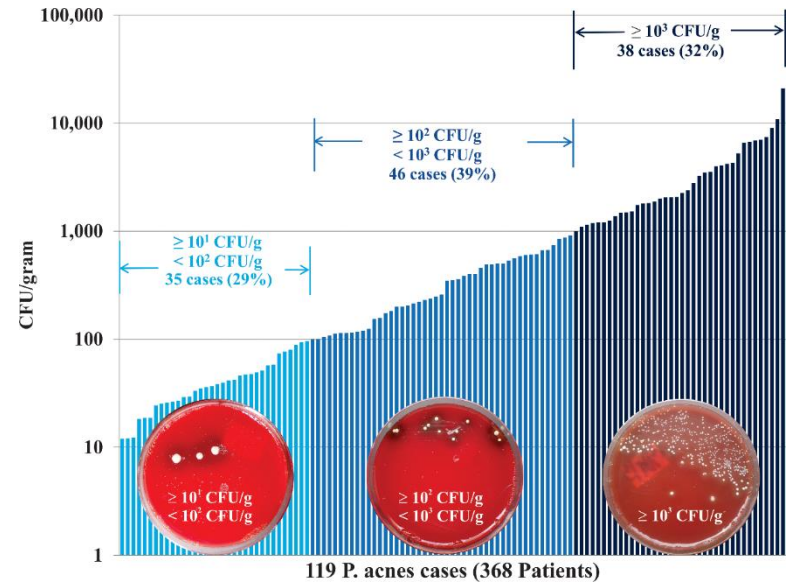 100,000
10,000
1,000
100
10
1
CFU/gram
≥ 10³ CFU/g
38 cases (32%)
≥ 10² CFU/g
< 10³ CFU/g
46 cases (39%)
≥ 10¹ CFU/g
< 10² CFU/g
35 cases (29%)
≥ 10¹ CFU/g
< 10² CFU/g
≥ 10² CFU/g
< 10³ CFU/g
≥ 10³ CFU/g
119 P. acnes cases (368 Patients)